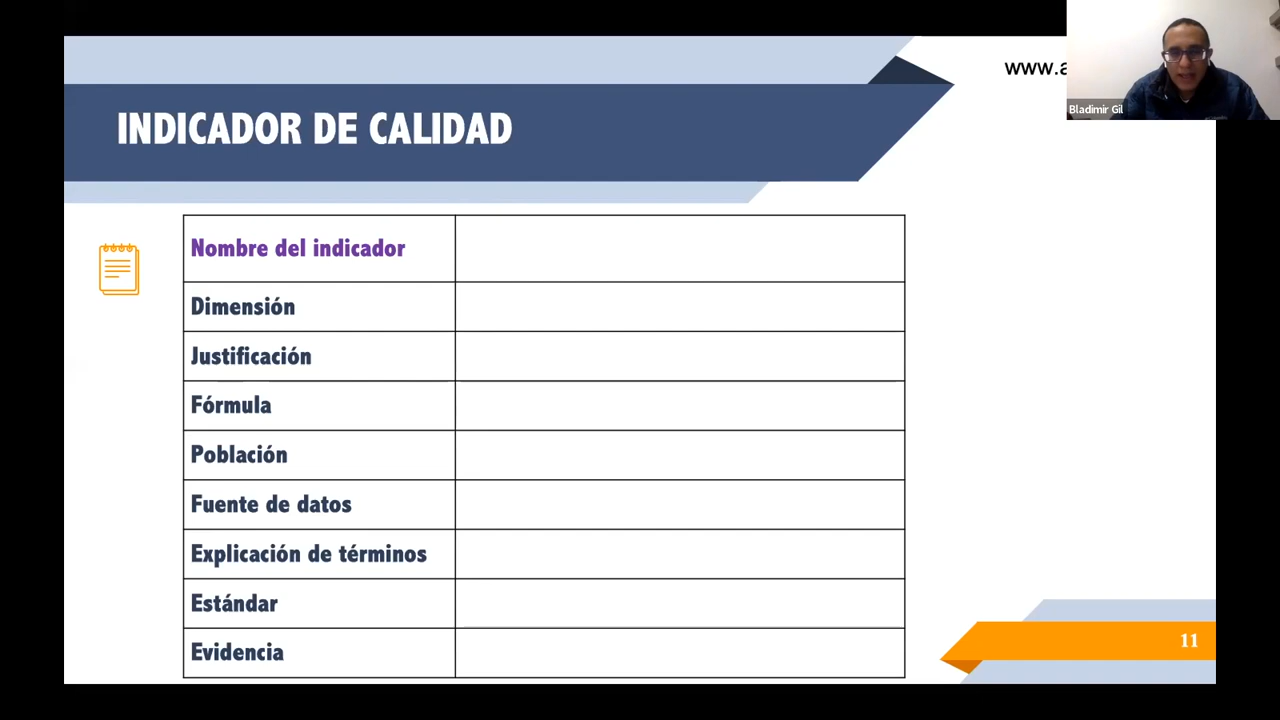 www.a
Bladimir Gil
INDICADOR DE CALIDAD
Nombre del indicador
Dimensión
Justificación
Fórmula
Población
Fuente de datos
Explicación de términos
Estándar
Evidencia
11